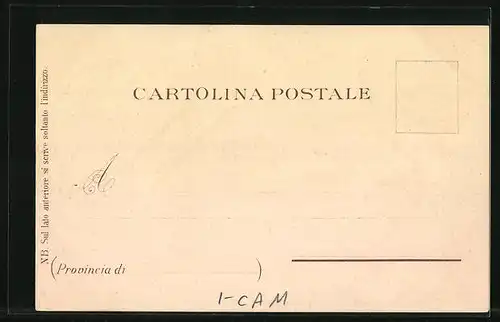 CARTOLINA POSTALE
NB. Sul lato anteriore si scrive soltanto l'indirizzo.
A
(Provincia di )
I-CAM